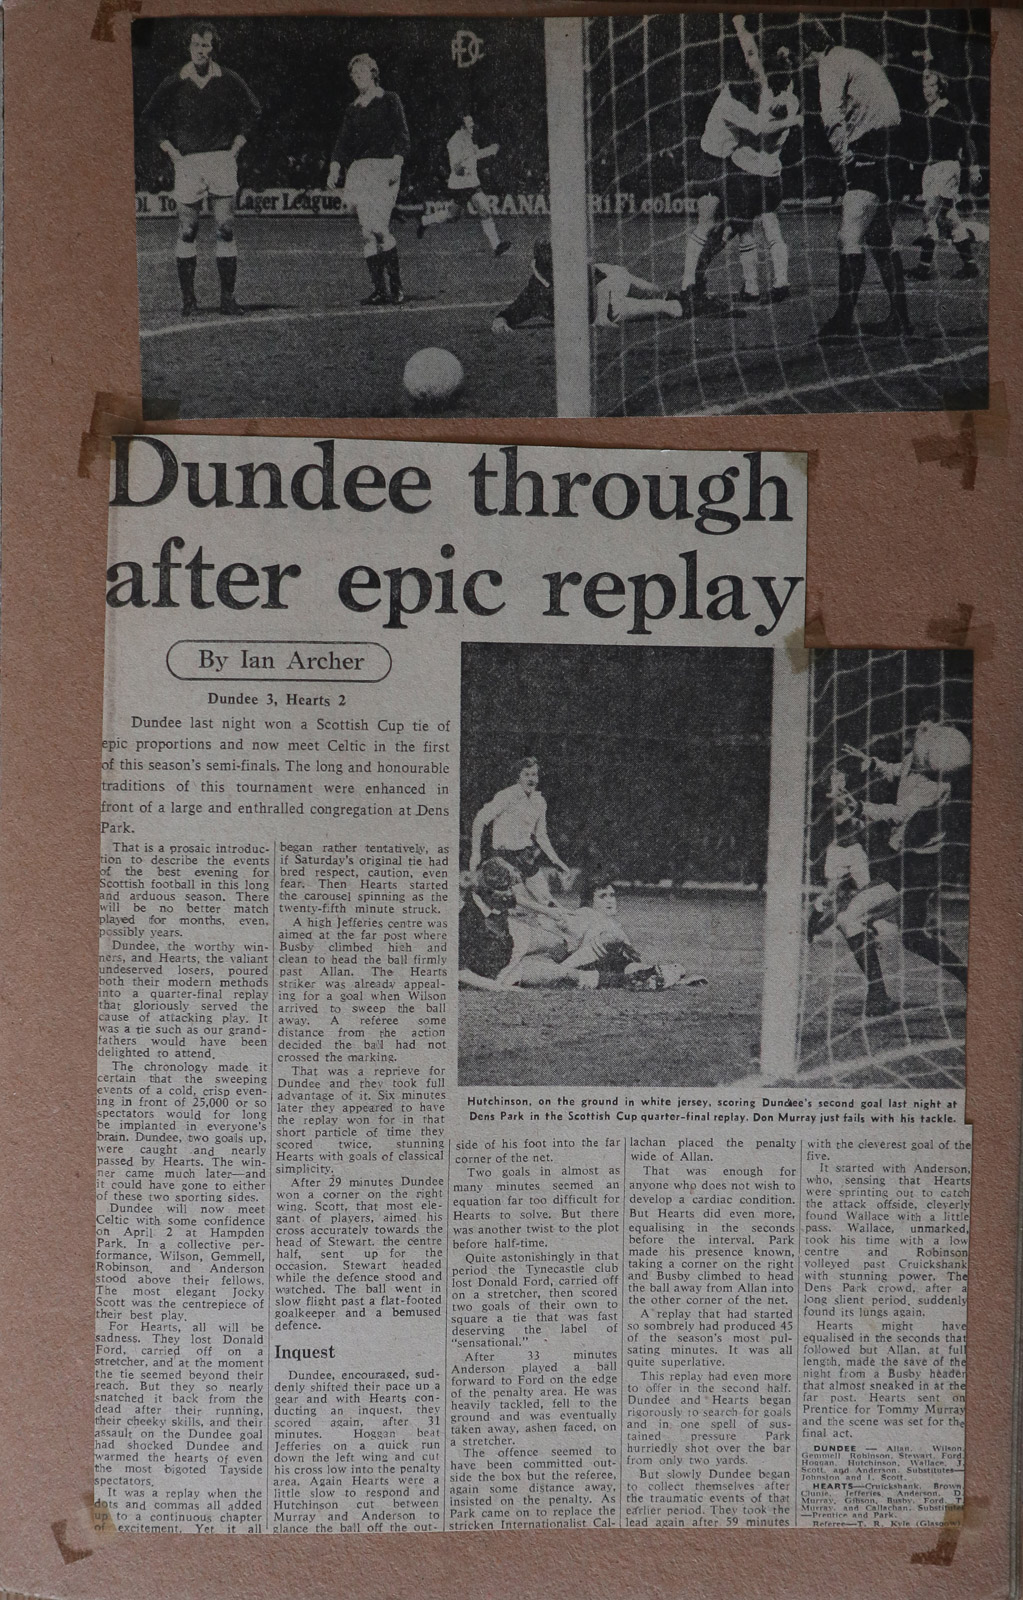 DL To
Lager League.
GRANA
Hi Fi colou
Dundee through
after epic replay
By Ian Archer
Dundee 3, Hearts 2
Dundee last night won a Scottish Cup tie of
epic proportions and now meet Celtic in the first
of this season's semi-finals. The long and honourable
traditions of this tournament were enhanced in
front of a large and enthralled congregation at Dens
Park.
That is a prosaic introduc-
tion to describe the events
of the best evening for
Scottish football in this long
and arduous season. There
will be no better match
played for months, even,
possibly years.
Dundee, the worthy win-
ners, and Hearts, the valiant
undeserved losers, poured
both their modern methods
into a quarter-final replay
that gloriously served the
cause of attacking play. It
was a tie such as our grand-
fathers would have been
delighted to attend.
The chronology made it
certain that the sweeping
events of a cold, crisp even-
ing in front of 25,000 or so
spectators would for long
be implanted in everyone's
brain. Dundee, two goals up,
were caught and nearly
passed by Hearts. The win-
ner came much later—and
it could have gone to either
of these two sporting sides.
Dundee will now meet
Celtic with some confidence
on April 2 at Hampden
Park. In a collective per-
formance, Wilson, Gemmell,
Robinson, and Anderson
stood above their fellows.
The most elegant Jocky
Scott was the centrepiece of
their best play.
For Hearts, all will be
sadness. They lost Donald
Ford, carried off on a
stretcher, and at the moment
the tie seemed beyond their
reach. But they so nearly
snatched it back from the
dead after their running,
their cheeky skills, and their
assault on the Dundee goal
had shocked Dundee and
warmed the hearts of even
the most bigoted Tayside
spectators.
It was a replay when the
dots and commas all added
up to a continuous chapter
of excitement. Yet it all
began rather tentatively, as
if Saturday's original tie had
bred respect, caution, even
fear. Then Hearts started
the carousel spinning as the
twenty-fifth minute struck.
A high Jefferies centre was
aimed at the far post where
Busby climbed high and
clean to head the ball firmly
past Allan. The Hearts
striker was already appeal-
ing for a goal when Wilson
arrived to sweep the ball
away. A referee some
distance from the action
decided the ball had not
crossed the marking.
That was a reprieve for
Dundee and they took full
advantage of it. Six minutes
later they appeared to have
the replay won for in that
short particle of time they
scored twice, stunning
Hearts with goals of classical
simplicity.
After 29 minutes Dundee
won a corner on the right
wing. Scott, that most ele-
gant of players, aimed his
cross accurately towards the
head of Stewart, the centre
half, sent up for the
occasion. Stewart headed
while the defence stood and
watched. The ball went in
slow flight past a flat-footed
goalkeeper and a bemused
defence.
Inquest
Dundee, encouraged, sud-
denly shifted their pace up a
gear and with Hearts con-
ducting an inquest, they
scored again, after 31
minutes. Hoggan beat
Jefferies on a quick run
down the left wing and cut
his cross low into the penalty
area. Again Hearts were a
little slow to respond and
Hutchinson cut between
Murray and Anderson to
glance the ball off the out-
Hutchinson, on the ground in white jersey, scoring Dundee's second goal last night at
Dens Park in the Scottish Cup quarter-final replay. Don Murray just fails with his tackle.
side of his foot into the far
corner of the net.
Two goals in almost as
many minutes seemed an
equation far too difficult for
Hearts to solve. But there
was another twist to the plot
before half-time.
Quite astonishingly in that
period the Tynecastle club
lost Donald Ford, carried off
on a stretcher, then scored
two goals of their own to
square a tie that was fast
deserving the label of
"sensational."
After 33 minutes
Anderson played a ball
forward to Ford on the edge
of the penalty area. He was
heavily tackled, fell to the
ground and was eventually
taken away, ashen faced, on
a stretcher.
The offence seemed to
have been committed out-
side the box but the referee,
again some distance away,
insisted on the penalty. As
Park came on to replace the
stricken Internationalist Cal-
lachan placed the penalty
wide of Allan.
That was enough for
anyone who does not wish to
develop a cardiac condition.
But Hearts did even more,
equalising in the seconds
before the interval. Park
made his presence known,
taking a corner on the right
and Busby climbed to head
the ball away from Allan into
the other corner of the net.
A replay that had started
so sombrely had produced 45
of the season's most pul-
sating minutes. It was all
quite superlative.
This replay had even more
to offer in the second half.
Dundee and Hearts began
rigorously to search for goals
and in one spell of sus-
tained pressure Park
hurriedly shot over the bar
from only two yards.
But slowly Dundee began
to collect themselves after
the traumatic events of that
earlier period. They took the
lead again after 59 minutes
with the cleverest goal of the
five.
It started with Anderson,
who, sensing that Hearts
were sprinting out to catch
the attack offside, cleverly
found Wallace with a little
pass. Wallace, unmarked,
took his time with a low
centre and Robinson
volleyed past Cruickshank
with stunning power. The
Dens Park crowd, after a
long silent period, suddenly
found its lungs again.
Hearts might have
equalised in the seconds that
followed but Allan, at full
length, made the save of the
night from a Busby header
that almost sneaked in at the
far post. Hearts sent on
Prentice for Tommy Murray
and the scene was set for the
final act.
DUNDEE — Allan, Wilson,
Gemmell, Robinson, Stewart, Ford,
Hoggan, Hutchinson, Wallace, J.
Scott, and Anderson. Substitutes—
Johnston and I. Scott.
HEARTS—Cruickshank, Brown,
Clunie, Jefferies, Anderson, D.
Murray, Gibson, Busby, Ford, T.
Murray, and Callachan. Substitutes
—Prentice and Park.
Referee—T. R. Kyle (Glasgow).